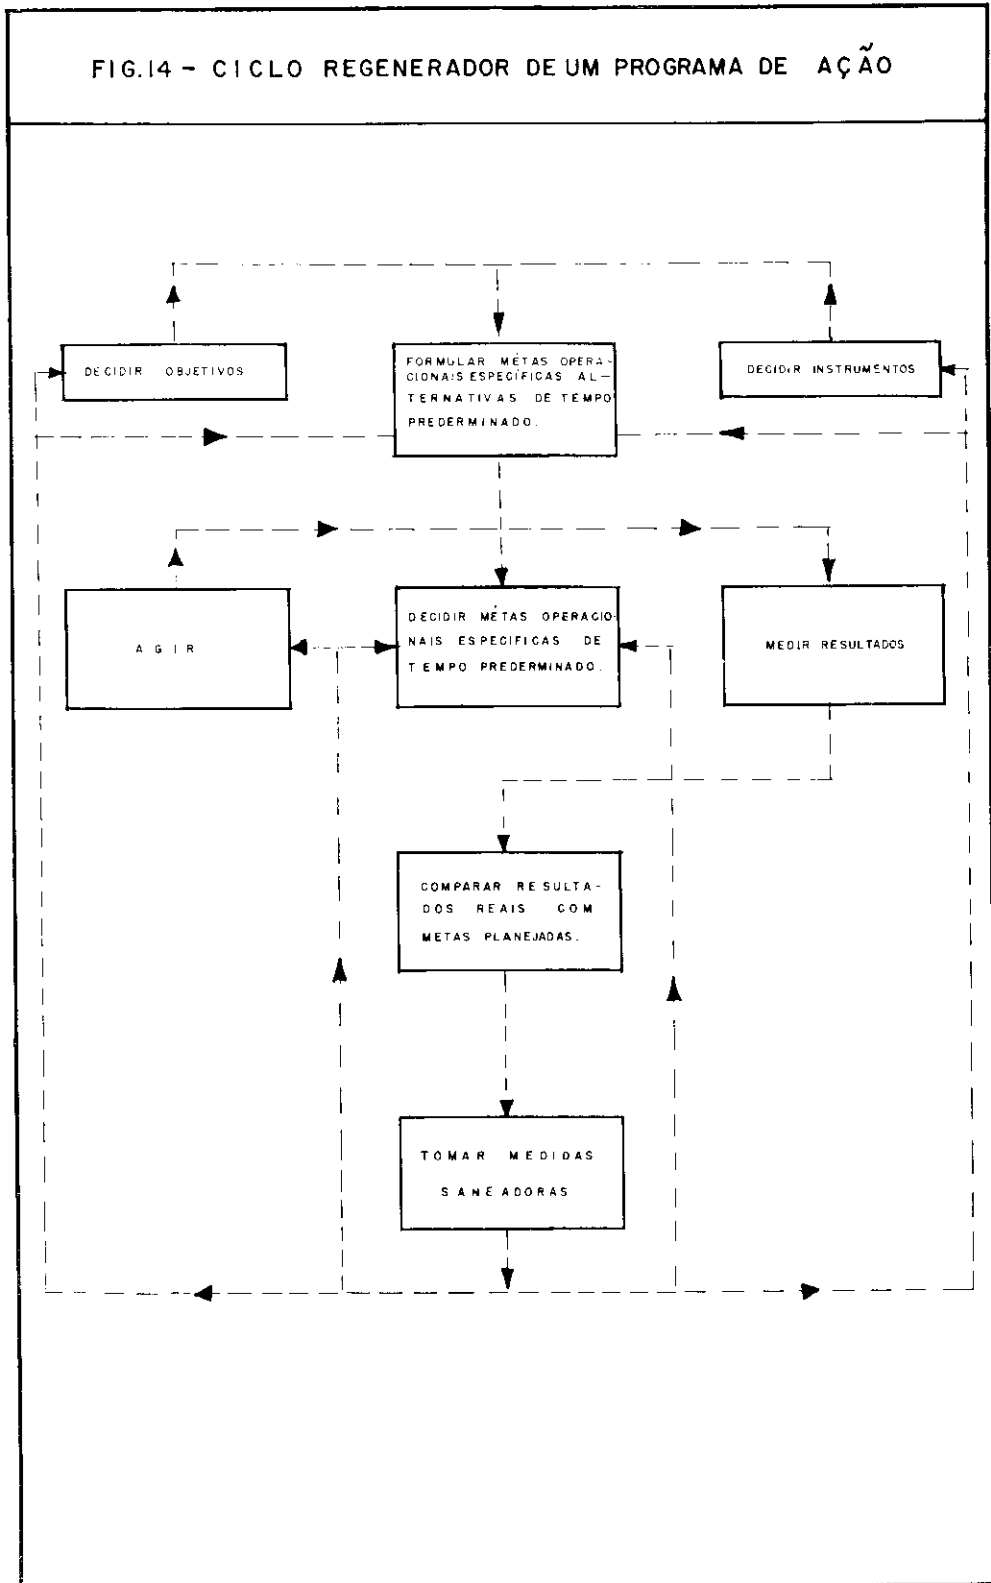 FIG.14 - CICLO REGENERADOR DE UM PROGRAMA DE AÇÃO
DECIDIR OBJETIVOS
FORMULAR MÉTAS OPERA-
CIONAIS ESPECÍFICAS AL-
TERNATIVAS DE TEMPO
PREDERMINADO.
DECIDIR INSTRUMENTOS
AGIR
DECIDIR MÉTAS OPERACIO-
NAIS ESPECÍFICAS DE
TEMPO PREDERMINADO.
MEDIR RESULTADOS
COMPARAR RESULTA-
DOS REAIS COM
METAS PLANEJADAS.
TOMAR MEDIDAS
SANEADORAS